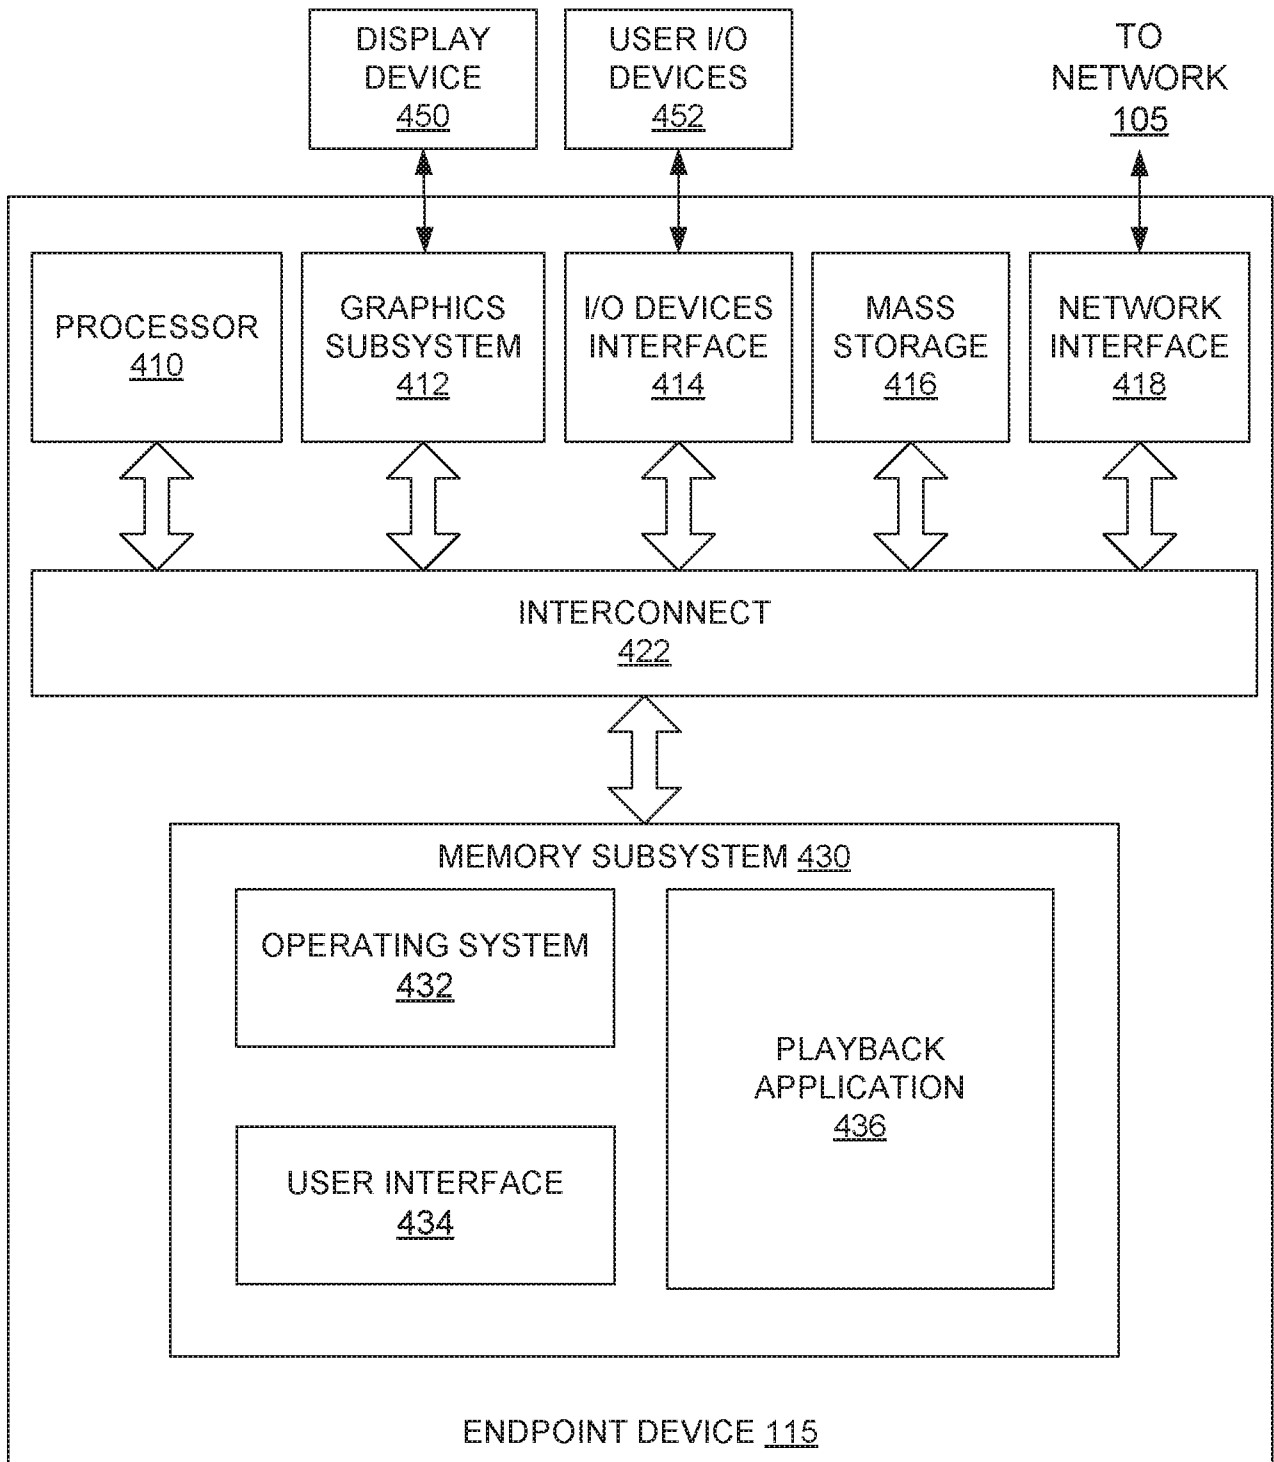 DISPLAY
DEVICE
450
USER I/O
DEVICES
452
TO
NETWORK
105
PROCESSOR
410
GRAPHICS
SUBSYSTEM
412
I/O DEVICES
INTERFACE
414
MASS
STORAGE
416
NETWORK
INTERFACE
418
INTERCONNECT
422
MEMORY SUBSYSTEM 430
OPERATING SYSTEM
432
USER INTERFACE
434
PLAYBACK
APPLICATION
436
ENDPOINT DEVICE 115